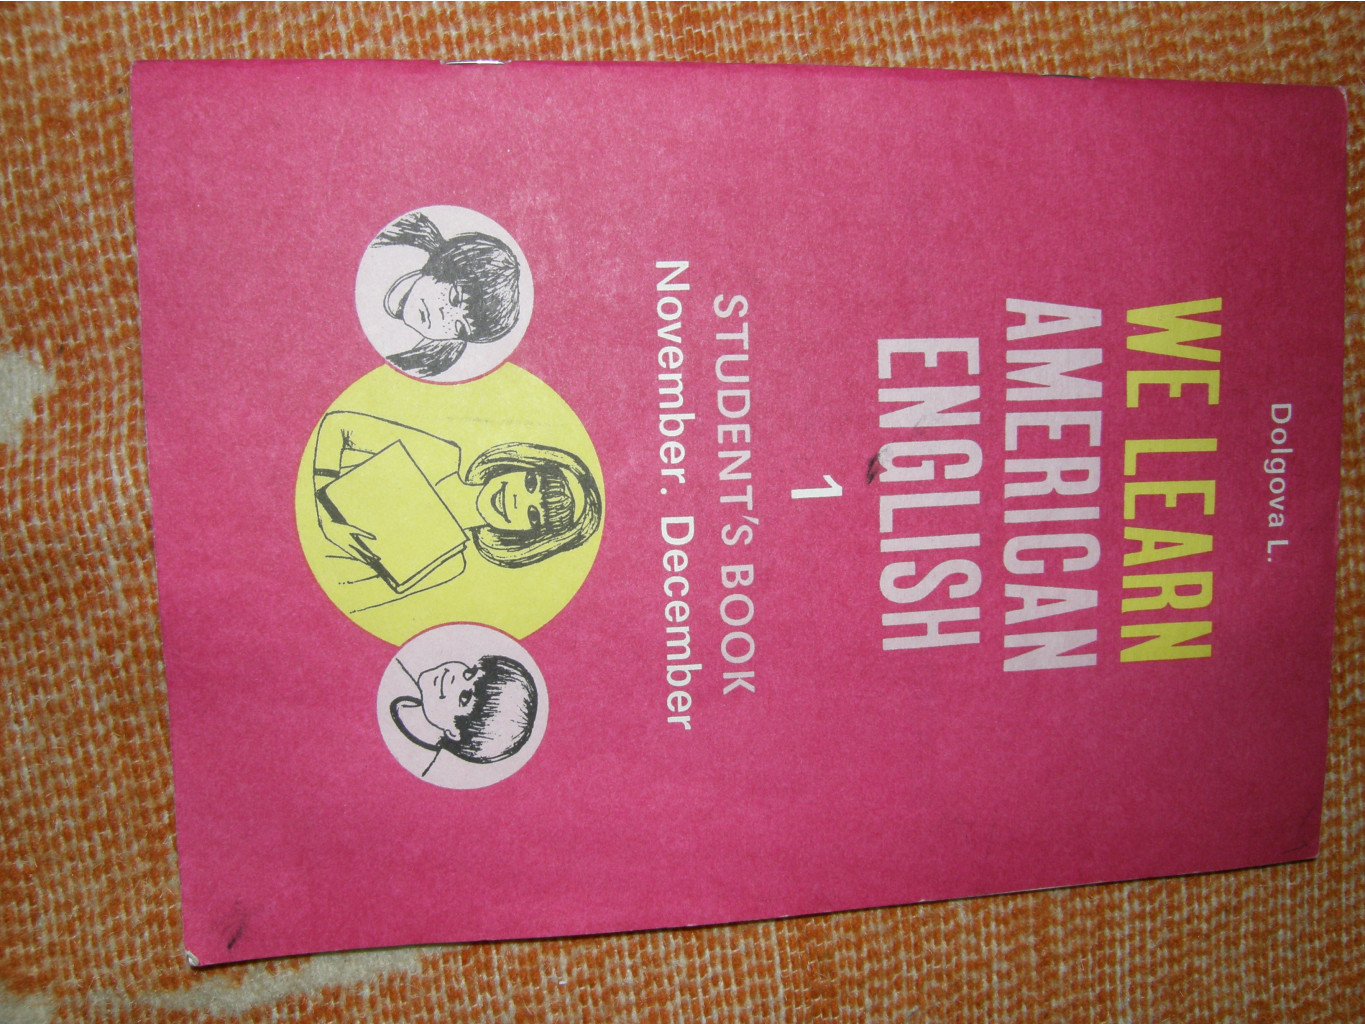 Dolgova L.
WE LEARN
AMERICAN
ENGLISH
1
STUDENT'S BOOK
November. December